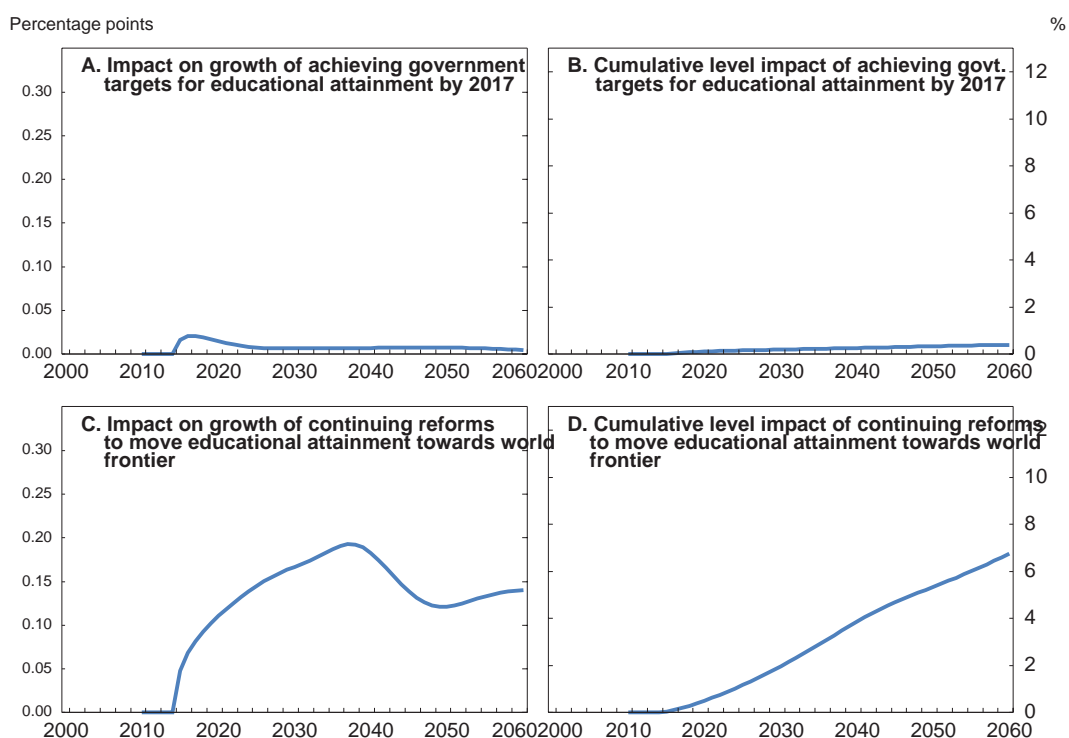 Percentage points
%
A. Impact on growth of achieving government
targets for educational attainment by 2017
0.30
0.25
0.20
0.15
0.10
0.05
0.00
2000 2010 2020 2030 2040 2050 2060
B. Cumulative level impact of achieving govt.
targets for educational attainment by 2017
12
10
8
6
4
2
0
2000 2010 2020 2030 2040 2050 2060
C. Impact on growth of continuing reforms
to move educational attainment towards world
frontier
0.30
0.25
0.20
0.15
0.10
0.05
0.00
2000 2010 2020 2030 2040 2050 2060
D. Cumulative level impact of continuing reforms
to move educational attainment towards world
frontier
12
10
8
6
4
2
0
2000 2010 2020 2030 2040 2050 2060